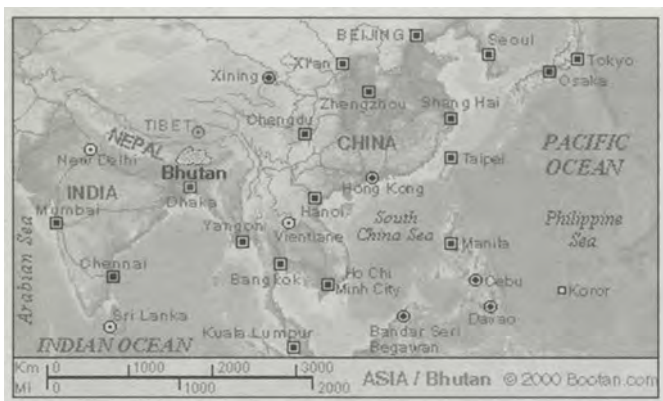 BEIJING
Seoul
Xining
Xi'an
Tokyo
Osaka
Zhengzhou
Shang Hai
TIBET
Chengdu
CHINA
PACIFIC
OCEAN
NEPAL
New Delhi
Bhutan
Taipei
INDIA
Dhaka
Hong Kong
Mumbai
Hanoi
South
China Sea
Philippine
Sea
Yangon
Vientiane
Arabian Sea
Manila
Chennai
Bangkok
Ho Chi
Minh City
Cebu
Koror
Sri Lanka
Davao
Kuala Lumpur
Bandar Seri
Begawan
INDIAN OCEAN
Km 0 1000 2000 3000
Mi 0 1000 2000
ASIA / Bhutan © 2000 Bootan.com